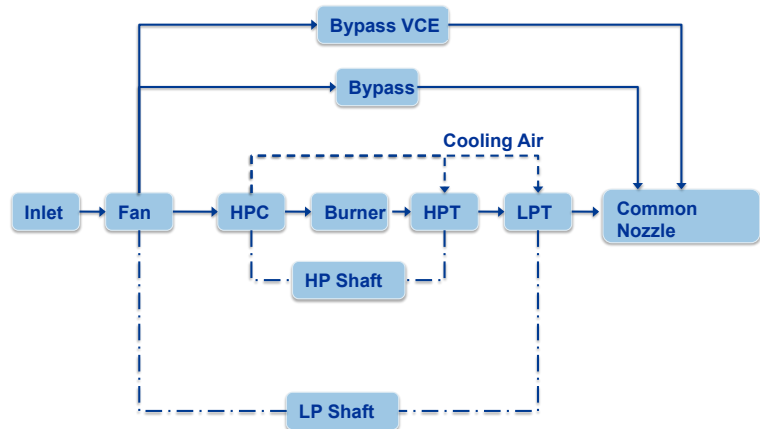 Bypass VCE
Bypass
Cooling Air
Inlet
Fan
HPC
Burner
HPT
LPT
Common
Nozzle
HP Shaft
LP Shaft